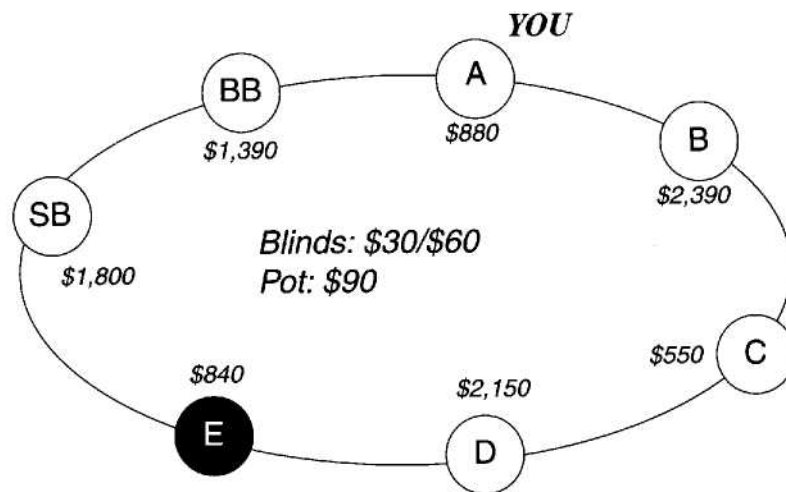 YOU
BB
A
$1,390
$880
B
$2,390
SB
$1,800
Blinds: $30/$60
Pot: $90
$550
C
$840
$2,150
E
D